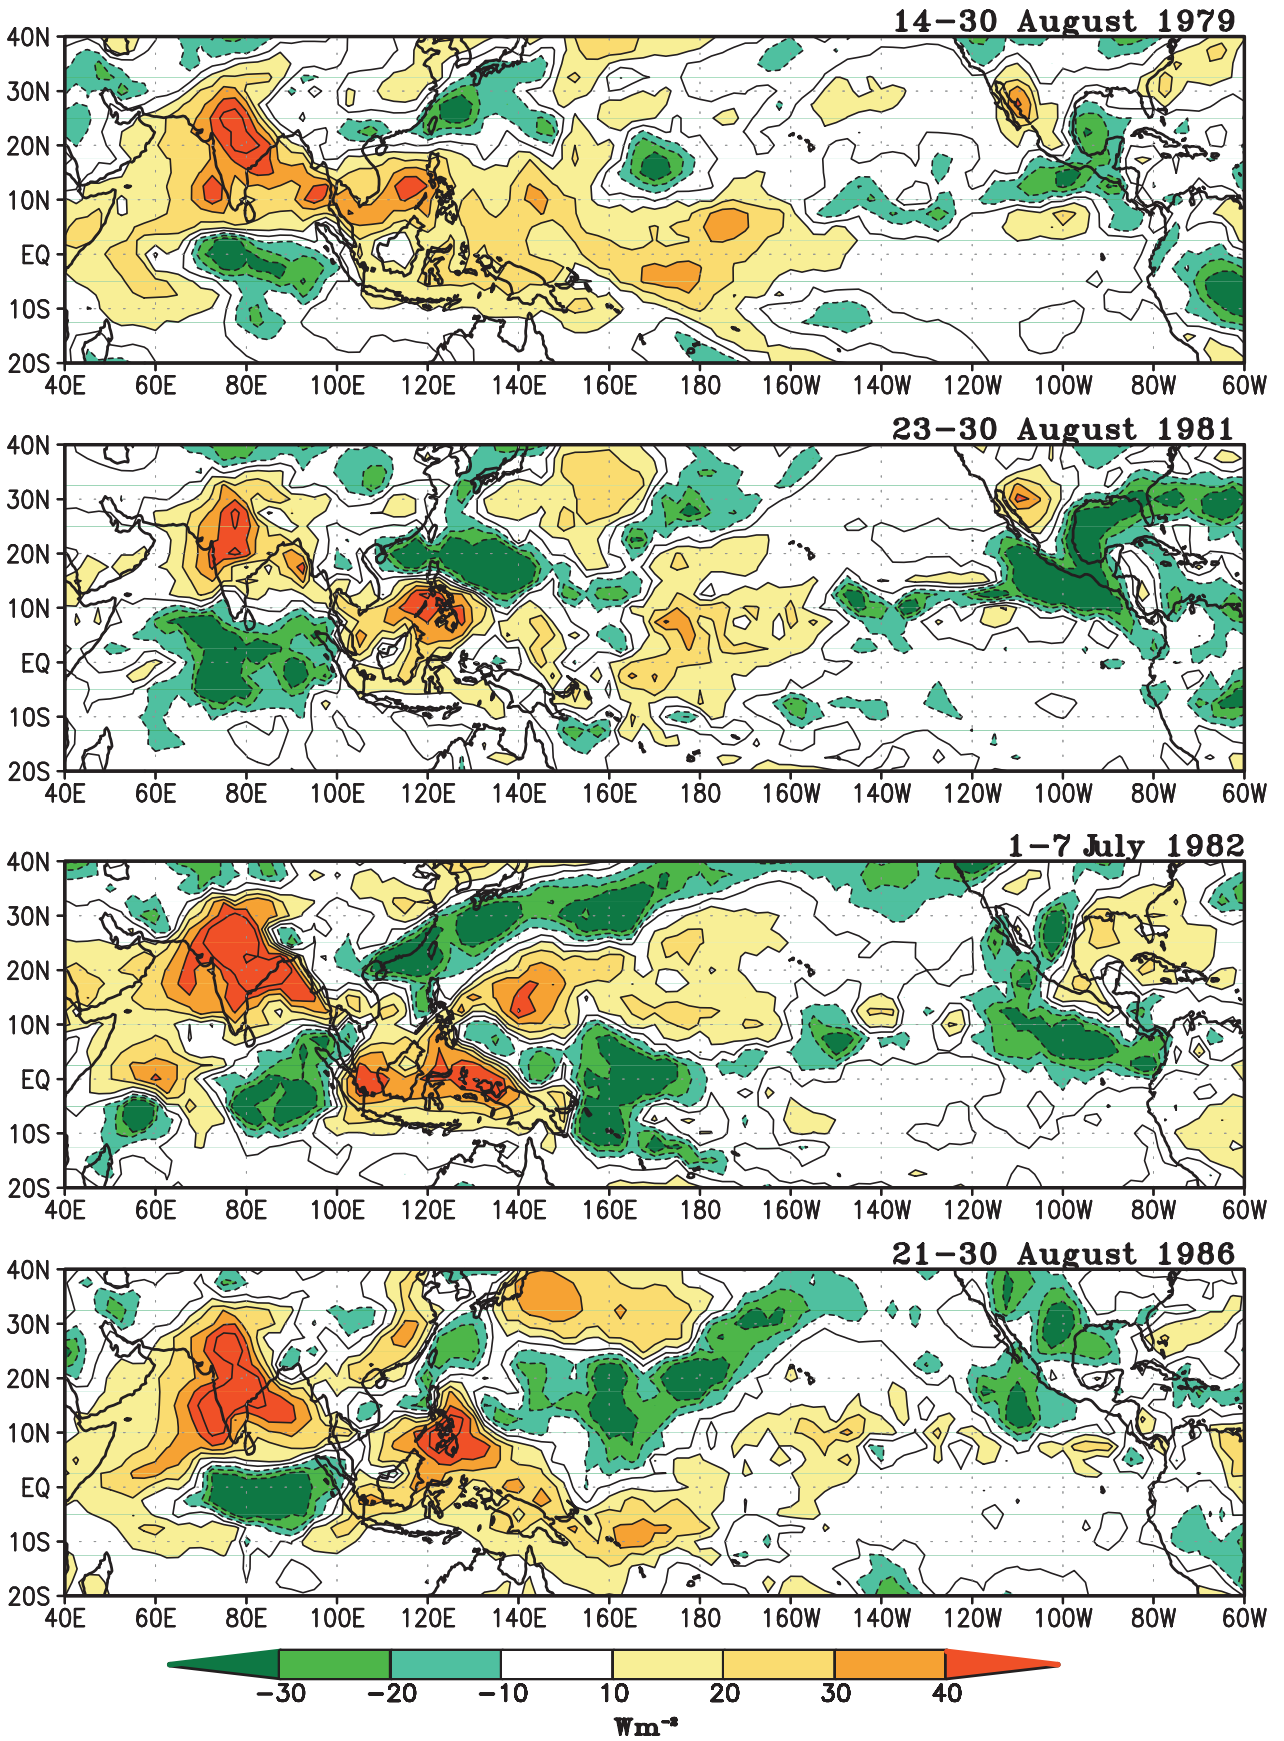 14-30 August 1979
40N
30N
20N
10N
EQ
10S
20S
40E 60E 80E 100E 120E 140E 160E 180 160W 140W 120W 100W 80W 60W
23-30 August 1981
40N
30N
20N
10N
EQ
10S
20S
40E 60E 80E 100E 120E 140E 160E 180 160W 140W 120W 100W 80W 60W
1-7 July 1982
40N
30N
20N
10N
EQ
10S
20S
40E 60E 80E 100E 120E 140E 160E 180 160W 140W 120W 100W 80W 60W
21-30 August 1986
40N
30N
20N
10N
EQ
10S
20S
40E 60E 80E 100E 120E 140E 160E 180 160W 140W 120W 100W 80W 60W
-30 -20 -10 10 20 30 40
Wm⁻²